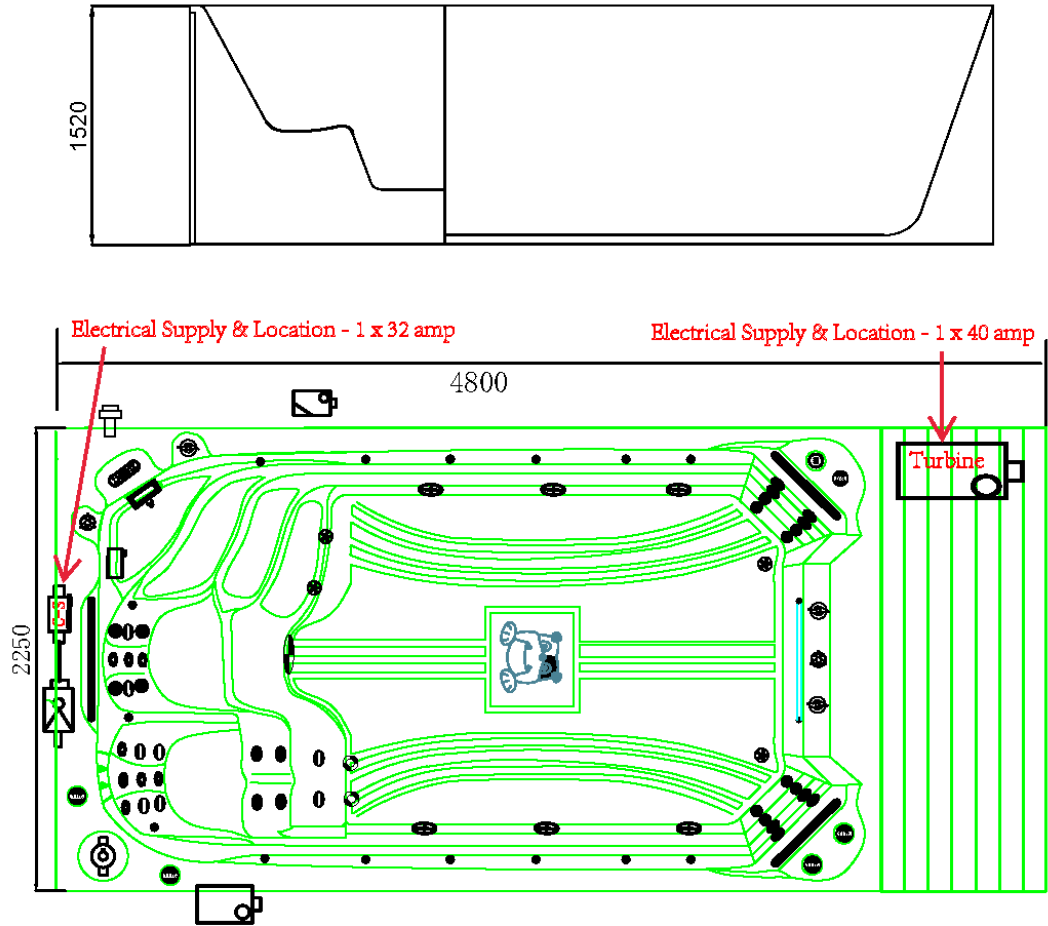 1520
Electrical Supply & Location - 1 x 32 amp
Electrical Supply & Location - 1 x 40 amp
4800
Turbine
2250